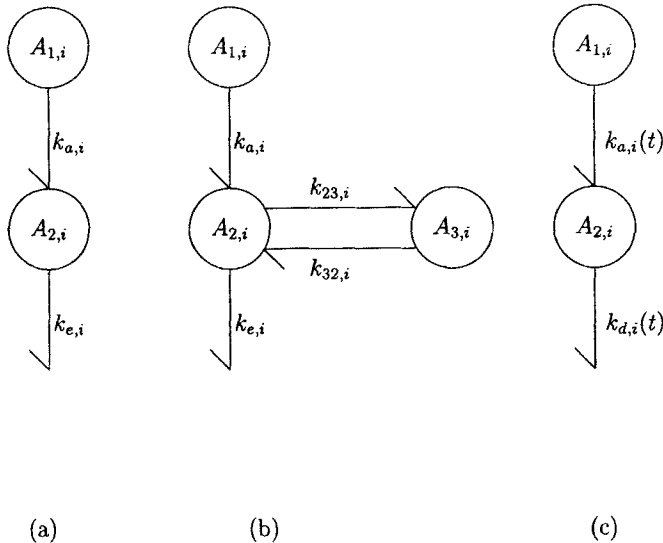 A_{1,i} A_{1,i} A_{1,i}
k_{a,i} k_{a,i} k_{a,i}(t)
k_{23,i}
A_{2,i} A_{2,i} A_{3,i} A_{2,i}
k_{32,i}
k_{e,i} k_{e,i} k_{d,i}(t)
(a) (b) (c)